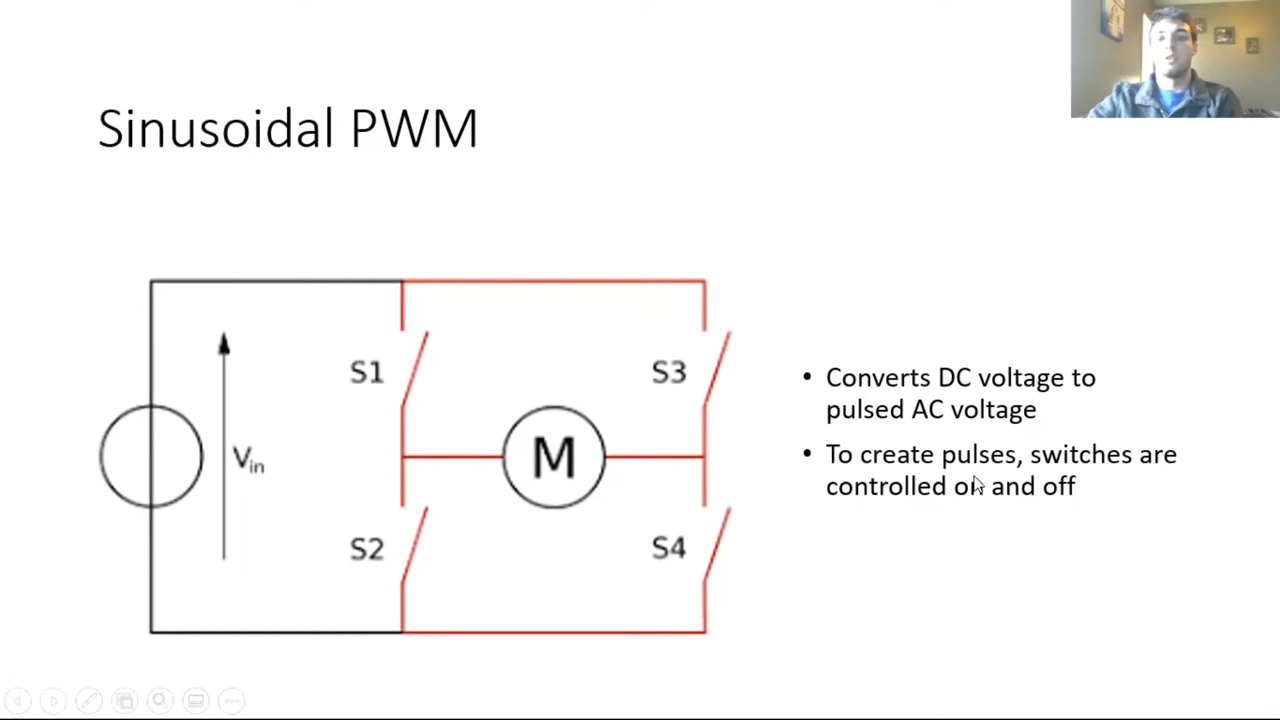 Sinusoidal PWM
S1
S3
Vin
M
S2
S4
• Converts DC voltage to
pulsed AC voltage
• To create pulses, switches are
controlled on and off